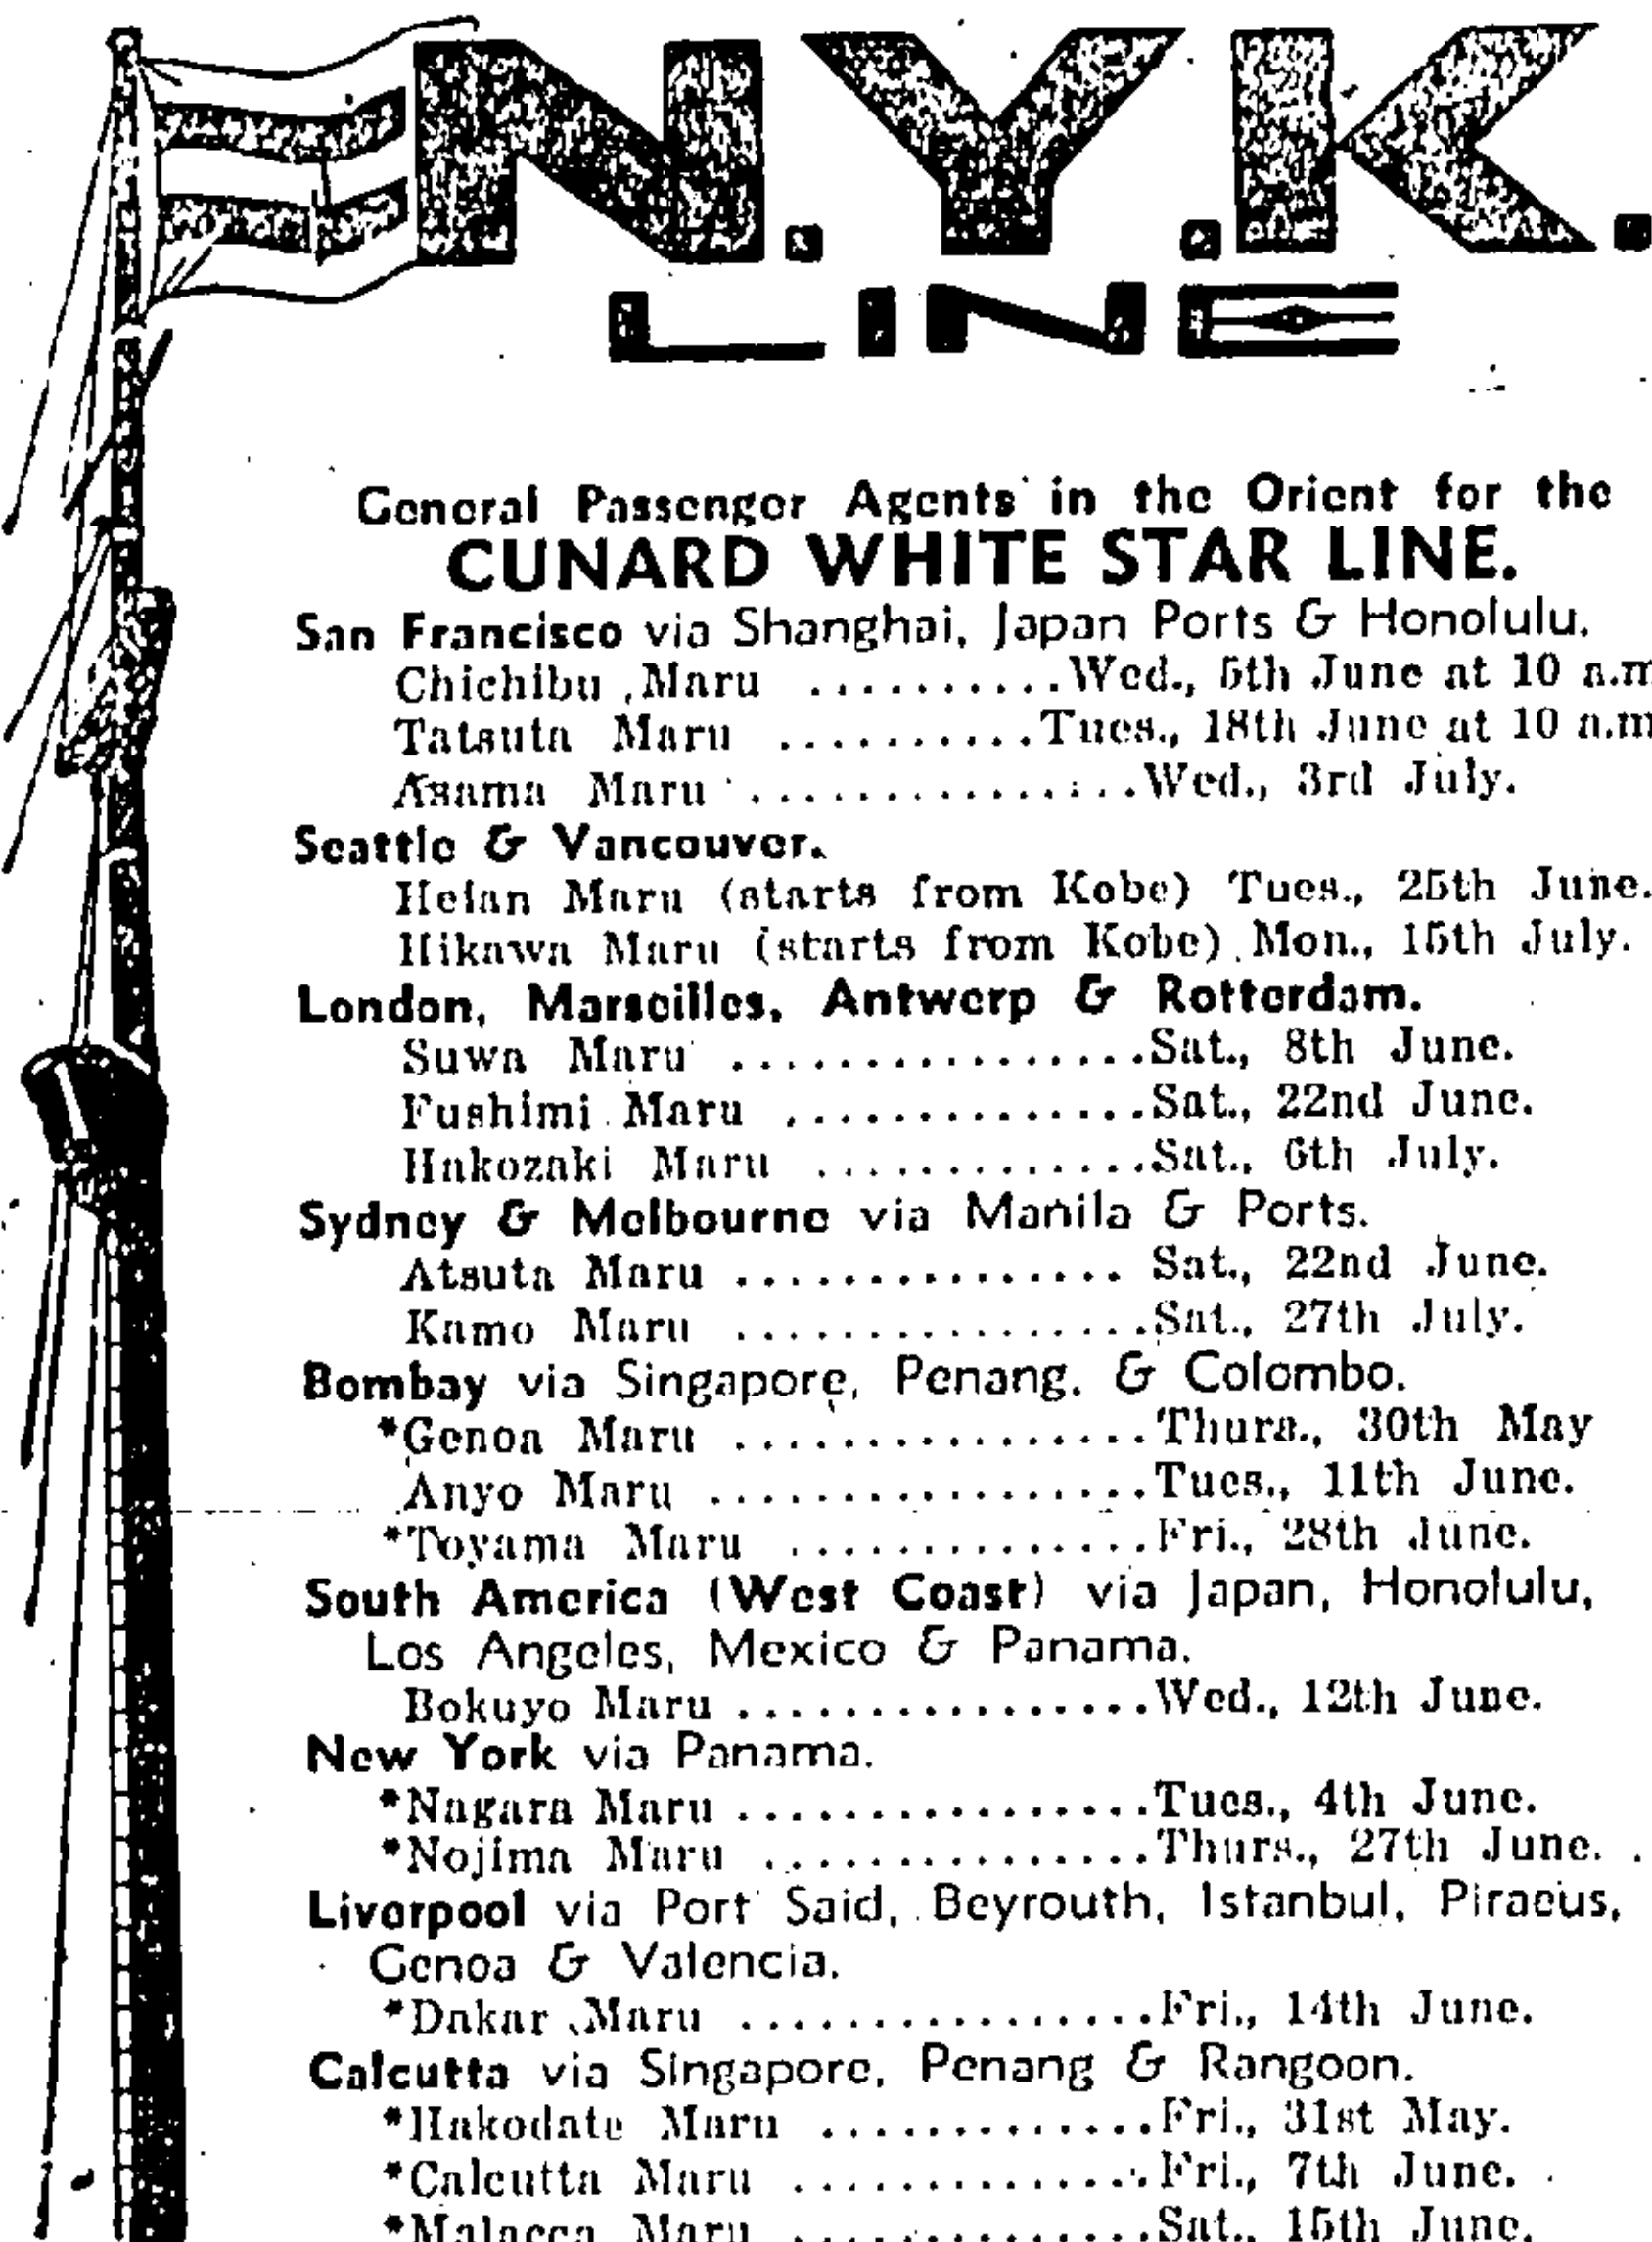 N.Y.K.
LINE
General Passenger Agents in the Orient for the
CUNARD WHITE STAR LINE.
San Francisco via Shanghai, Japan Ports & Honolulu.
Chichibu Maru ..........Wed., 5th June at 10 a.m
Tatsuta Maru ..........Tues., 18th June at 10 a.m
Asama Maru ...............Wed., 3rd July.
Seattle & Vancouver.
Heian Maru (starts from Kobe) Tues., 25th June.
Hikawa Maru (starts from Kobe) Mon., 15th July.
London, Marseilles, Antwerp & Rotterdam.
Suwa Maru ................Sat., 8th June.
Fushimi Maru ..............Sat., 22nd June.
Hakozaki Maru .............Sat., 6th July.
Sydney & Melbourne via Manila & Ports.
Atsuta Maru ............... Sat., 22nd June.
Kamo Maru ................Sat., 27th July.
Bombay via Singapore, Penang, & Colombo.
*Genoa Maru ................Thurs., 30th May
Anyo Maru .................Tues., 11th June.
*Toyama Maru ..............Fri., 28th June.
South America (West Coast) via Japan, Honolulu,
Los Angeles, Mexico & Panama.
Bokuyo Maru ................Wed., 12th June.
New York via Panama.
*Nagara Maru ................Tues., 4th June.
*Nojima Maru ...............Thurs., 27th June.
Liverpool via Port Said, Beyrouth, Istanbul, Piraeus,
Genoa & Valencia.
*Dakar Maru ................Fri., 14th June.
Calcutta via Singapore, Penang & Rangoon.
*Hakodate Maru .............Fri., 31st May.
*Calcutta Maru ..............Fri., 7th June.
*Malacca Maru ..............Sat., 15th June.